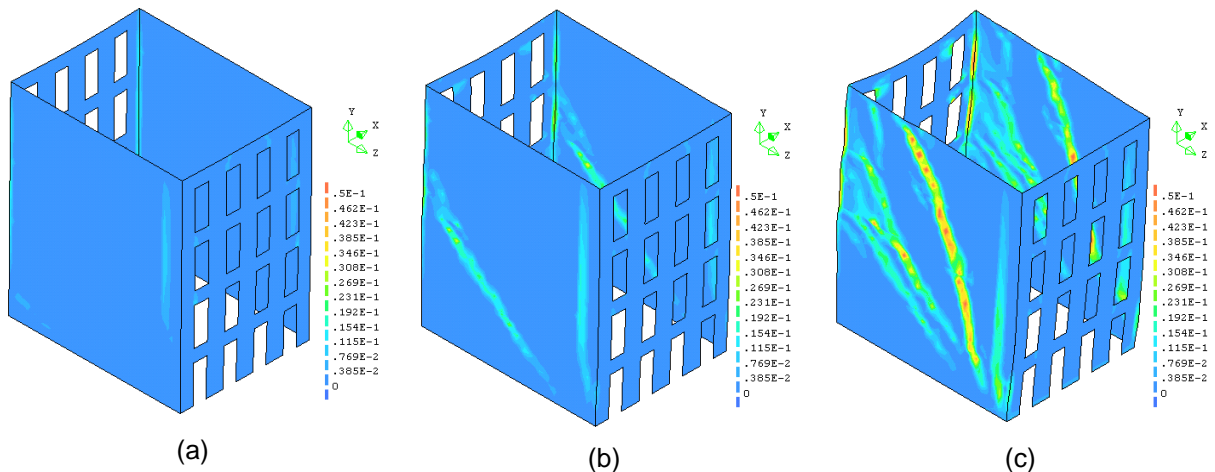 Y
X
Z
.5E-1
.462E-1
.423E-1
.385E-1
.346E-1
.308E-1
.269E-1
.231E-1
.192E-1
.154E-1
.115E-1
.769E-2
.385E-2
0
(a)
Y
X
Z
.5E-1
.462E-1
.423E-1
.385E-1
.346E-1
.308E-1
.269E-1
.231E-1
.192E-1
.154E-1
.115E-1
.769E-2
.385E-2
0
(b)
Y
X
Z
.5E-1
.462E-1
.423E-1
.385E-1
.346E-1
.308E-1
.269E-1
.231E-1
.192E-1
.154E-1
.115E-1
.769E-2
.385E-2
0
(c)